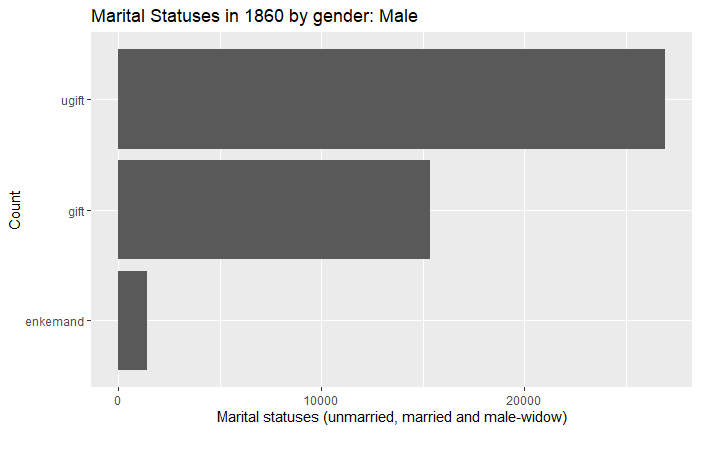 Marital Statuses in 1860 by gender: Male
ugift
gift
enkemand
Count
0 10000 20000
Marital statuses (unmarried, married and male-widow)